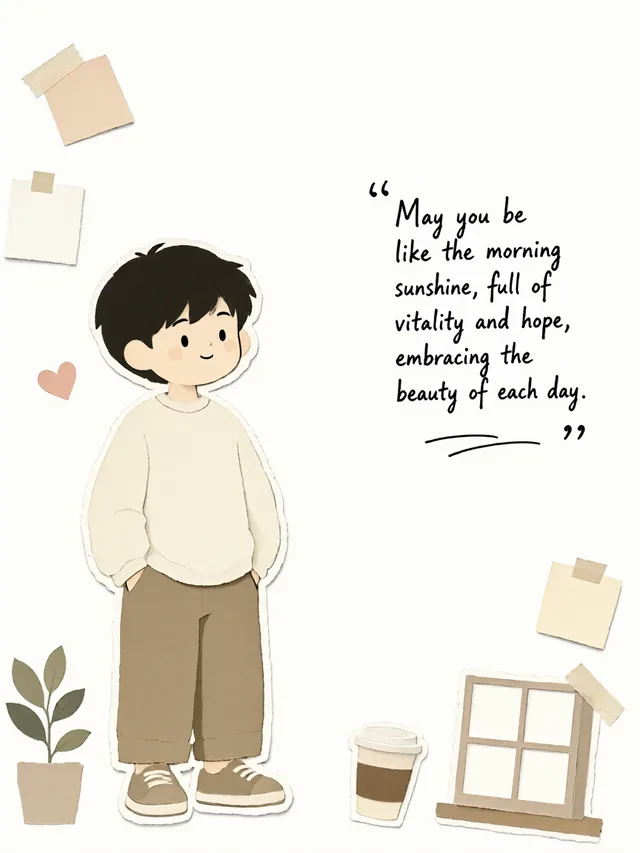 “ May you be
like the morning
sunshine, full of
vitality and hope,
embracing the
beauty of each day.
”